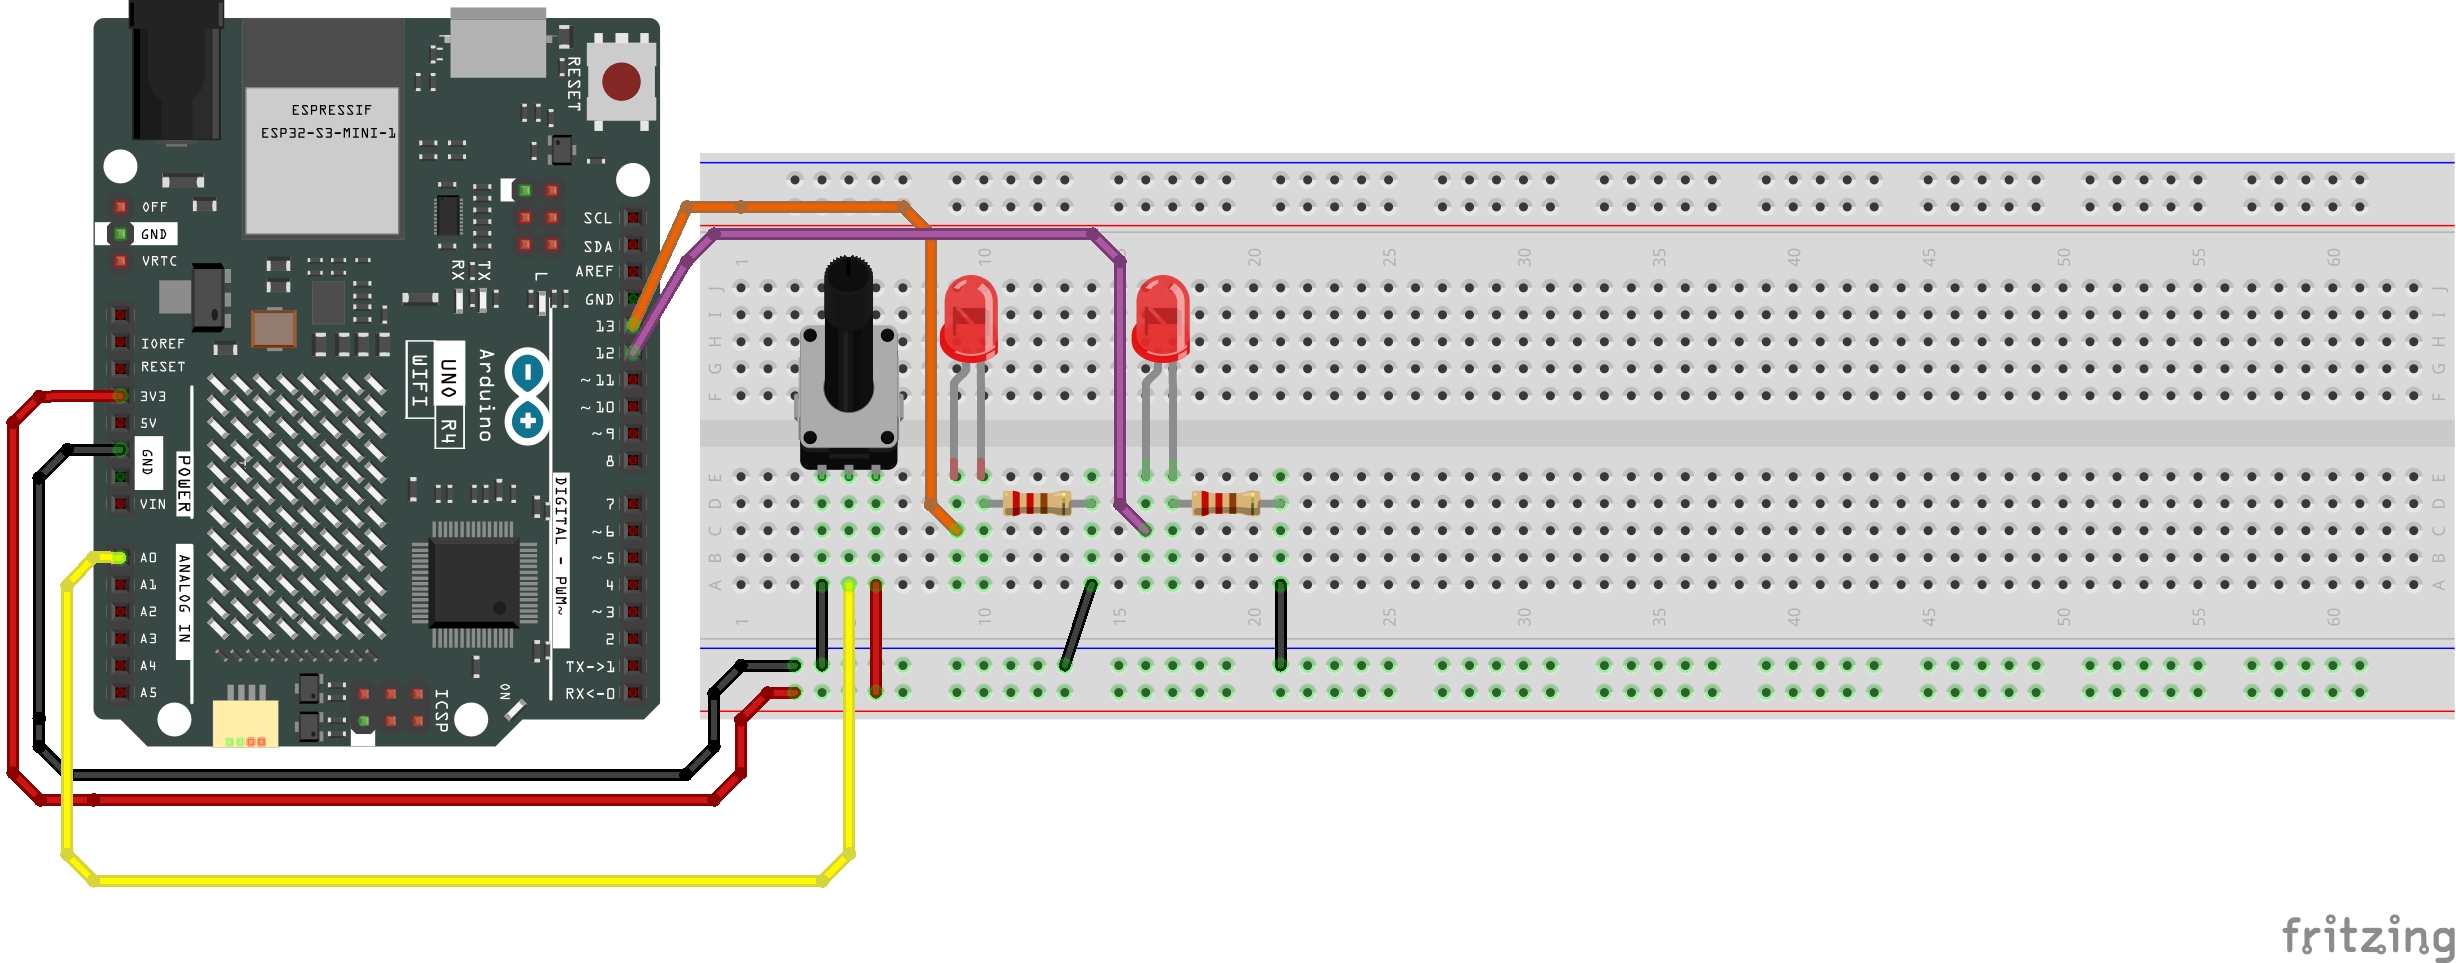 ESPRESSIF
ESP32-S3-MINI-1
RESET
OFF
GND
VRTC
SCL
SDA
AREF
GND
13
12
~11
~10
~9
8
7
~6
~5
4
~3
2
TX->1
RX<-0
RX
TX
L
IOREF
RESET
3V3
5V
GND
VIN
POWER
A0
A1
A2
A3
A4
A5
ANALOG IN
WIFI
UNO
R4
Arduino
DIGITAL - PWM~
ICSP
ON
1 10 15 20 25 30 35 40 45 50 55 60
J J
I I
H H
G G
F F
E E
D D
C C
B B
A A
1 10 15 20 25 30 35 40 45 50 55 60
fritzing